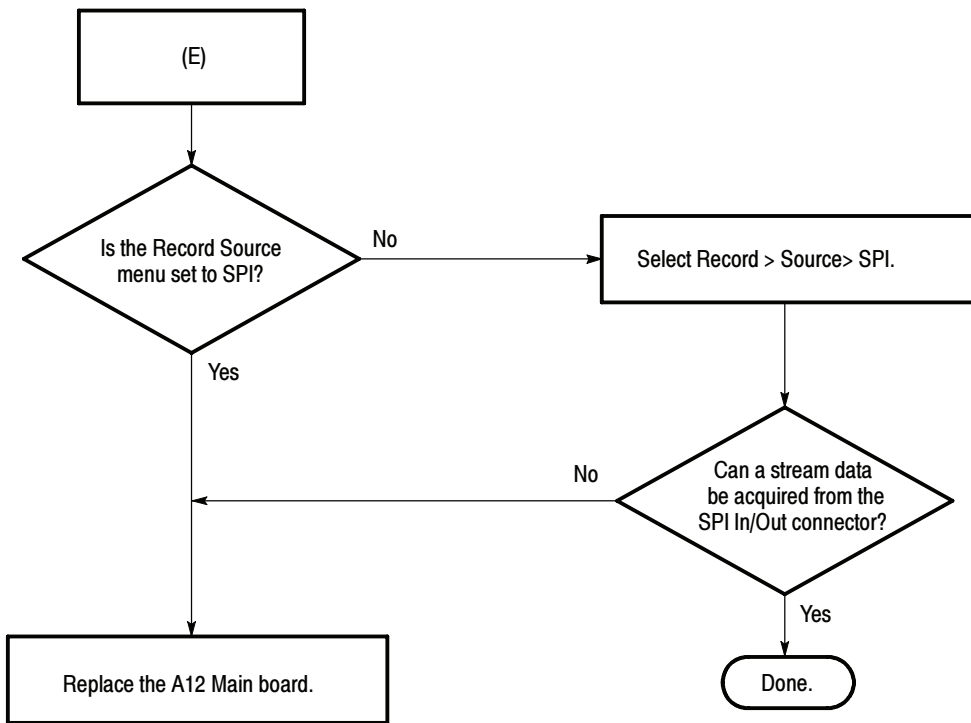 (E)
Is the Record Source
menu set to SPI?
No
Select Record > Source> SPI.
Yes
Can a stream data
be acquired from the
SPI In/Out connector?
No
Yes
Replace the A12 Main board.
Done.